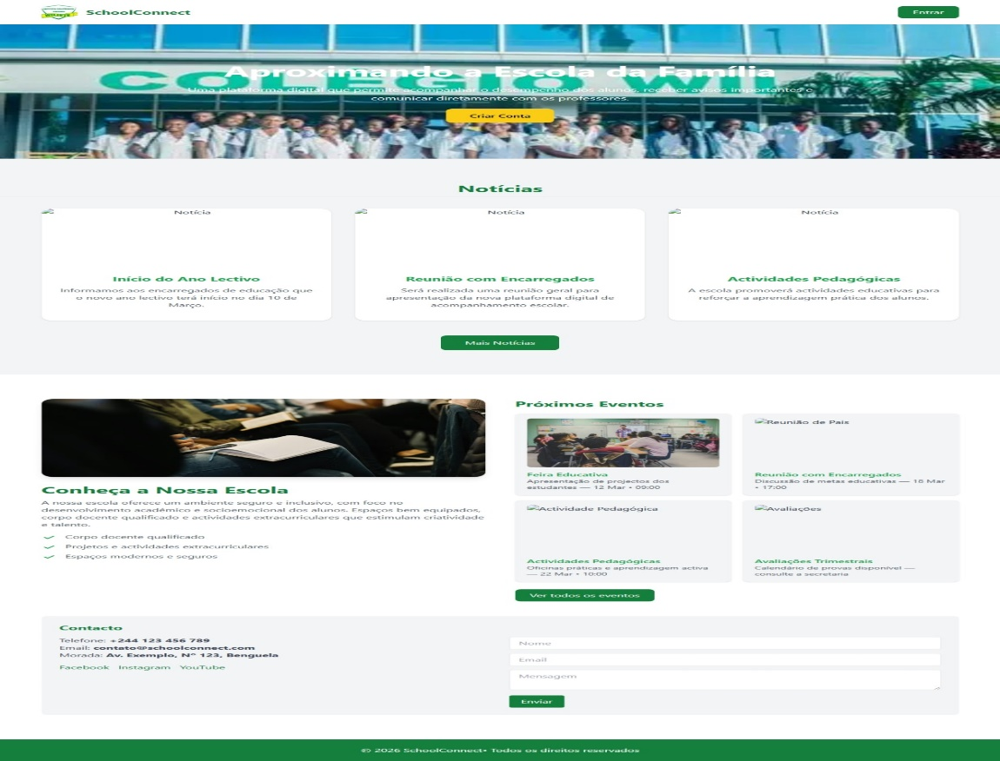 SchoolConnect
Entrar
Aproximando a Escola da Família
Uma plataforma digital que permite acompanhar o desempenho dos alunos, receber avisos importantes e
comunicar diretamente com os professores.
Criar Conta
Notícias
Notícia
Início do Ano Lectivo
Informamos aos encarregados de educação que
o novo ano lectivo terá início no dia 10 de
Março.
Notícia
Reunião com Encarregados
Será realizada uma reunião geral para
apresentação da nova plataforma digital de
acompanhamento escolar.
Notícia
Actividades Pedagógicas
A escola promoverá actividades educativas para
reforçar a aprendizagem prática dos alunos.
Mais Notícias
Conheça a Nossa Escola
A nossa escola oferece um ambiente seguro e inclusivo, com foco no
desenvolvimento académico e socioemocional dos alunos. Espaços bem equipados,
corpo docente qualificado e actividades extracurriculares que estimulam criatividade
e talento.
Corpo docente qualificado
Projetos e actividades extracurriculares
Espaços modernos e seguros
Próximos Eventos
Feira Educativa
Apresentação de projectos dos
estudantes — 12 Mar • 09:00
Reunião de Pais
Reunião com Encarregados
Discussão de metas educativas — 18 Mar
• 17:00
Actividade Pedagógica
Actividades Pedagógicas
Oficinas práticas e aprendizagem activa
— 22 Mar • 10:00
Avaliações
Avaliações Trimestrais
Calendário de provas disponível —
consulte a secretaria
Ver todos os eventos
Contacto
Telefone: +244 123 456 789
Email: contato@schoolconnect.com
Morada: Av. Exemplo, Nº 123, Benguela
Facebook Instagram YouTube
Nome
Email
Mensagem
Enviar
© 2026 SchoolConnect• Todos os direitos reservados